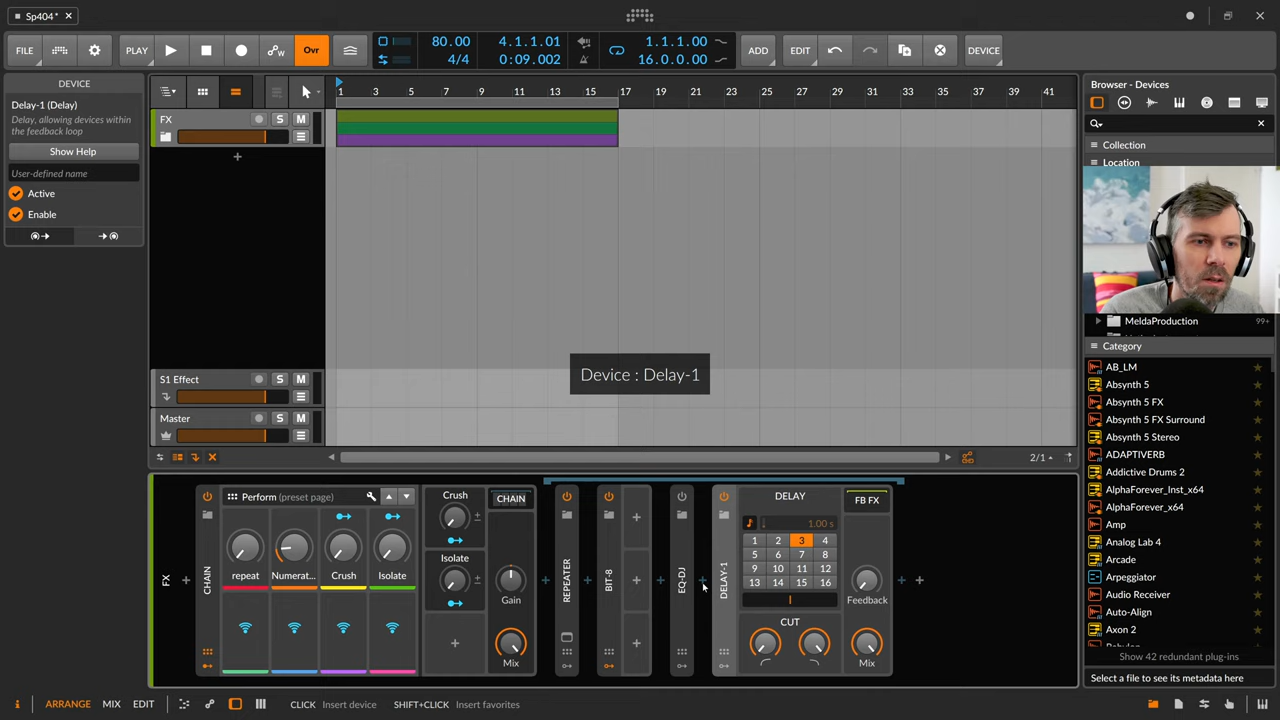 Sp404*
FILE
PLAY
Ovr
80.00
4/4
4.1.1.01
0:09.002
1.1.1.00
16.0.0.00
ADD
EDIT
DEVICE
DEVICE
Delay-1 (Delay)
Delay, allowing devices within
the feedback loop
Show Help
User-defined name
Active
Enable
1 3 5 7 9 11 13 15 17 19 21 23 25 27 29 31 33 35 37 39 41
FX S M
S1 Effect S M
Master S M
Device : Delay-1
2/1
Browser - Devices
Collection
Location
MeldaProduction 99+
Category
AB_LM
Absynth 5
Absynth 5 FX
Absynth 5 FX Surround
Absynth 5 Stereo
ADAPTIVERB
Addictive Drums 2
AlphaForever_Inst_x64
AlphaForever_x64
Amp
Analog Lab 4
Arcade
Arpeggiator
Audio Receiver
Auto-Align
Axon 2
Show 42 redundant plug-ins
Select a file to see its metadata here
FX
CHAIN
Perform (preset page)
repeat
Numerat...
Crush
Isolate
Crush
Isolate
CHAIN
Gain
Mix
REPEATER
BIT-8
EQ-DJ
DELAY-1
DELAY
1.00 s
1 2 3 4
5 6 7 8
9 10 11 12
13 14 15 16
CUT
FB FX
Feedback
Mix
ARRANGE MIX EDIT
CLICK Insert device SHIFT+CLICK Insert favorites